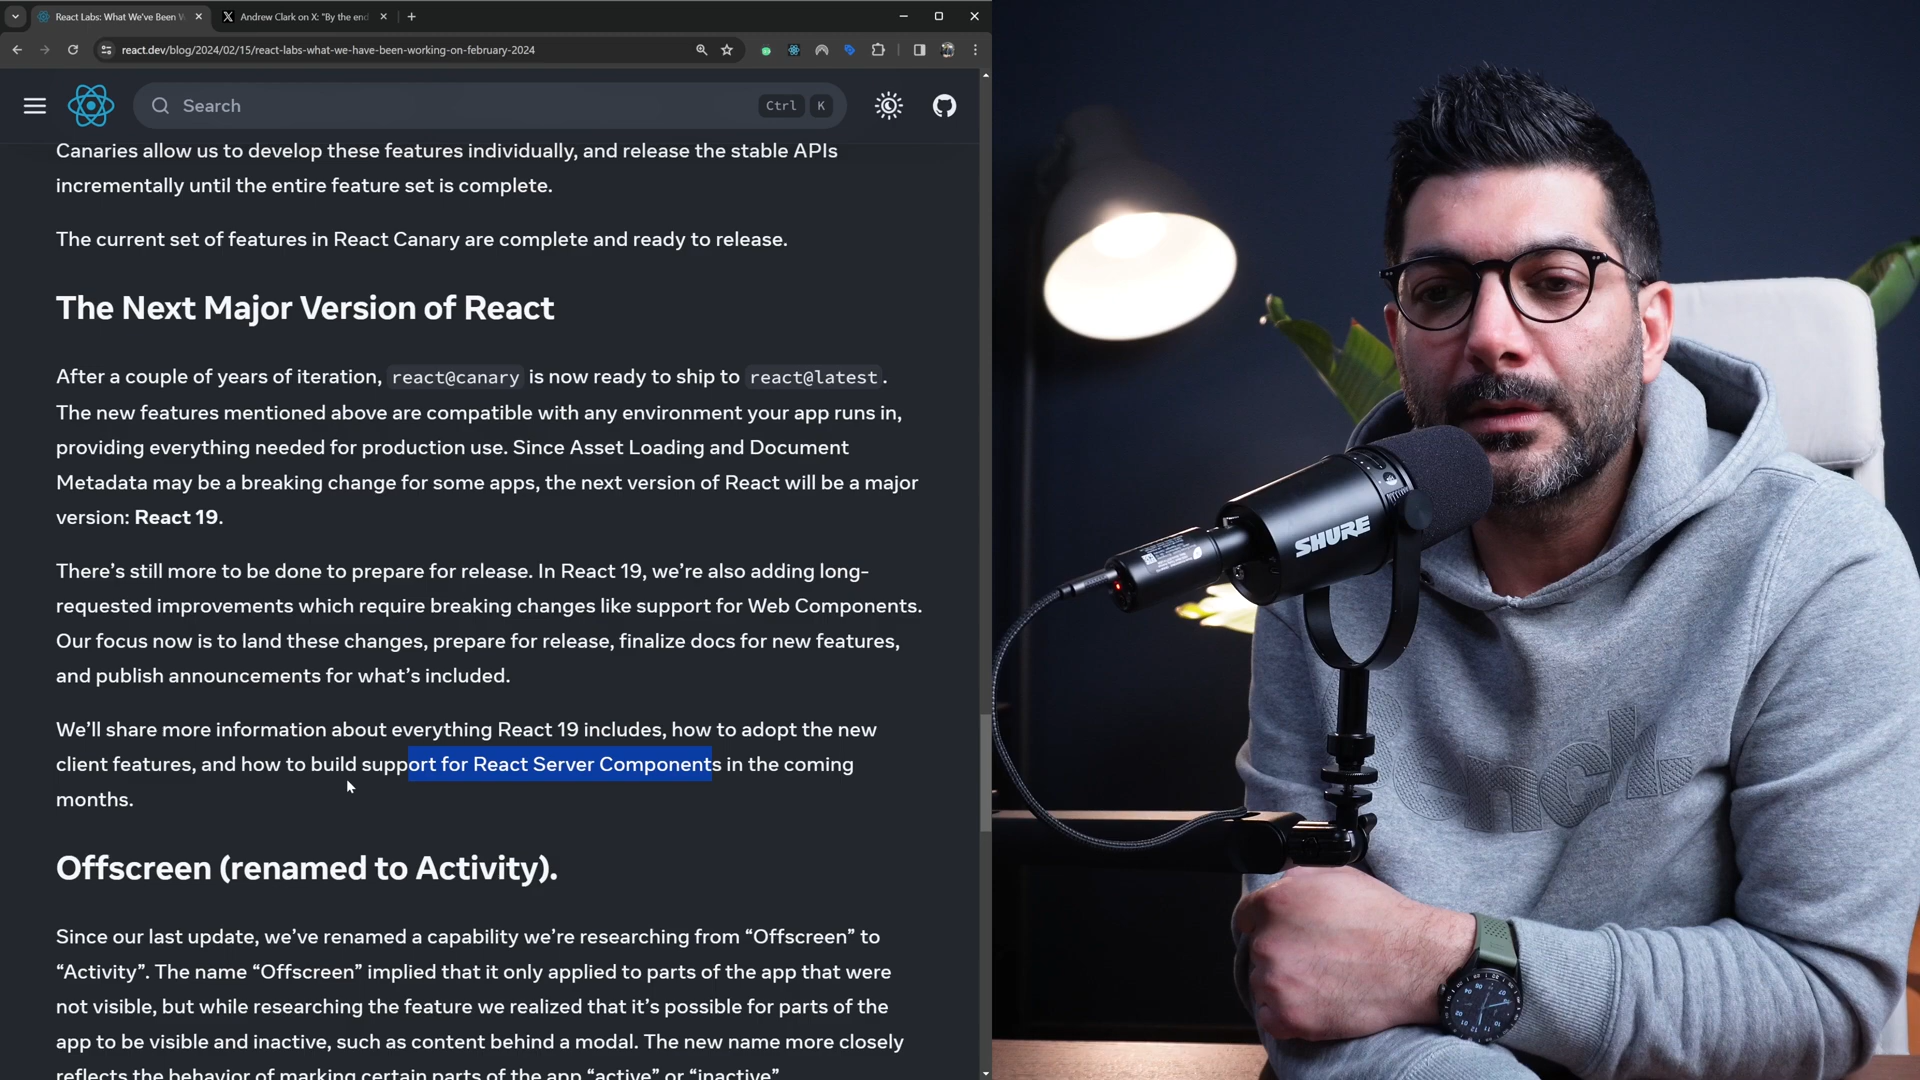 React Labs: What We've Been W
Andrew Clark on X: "By the end
react.dev/blog/2024/02/15/react-labs-what-we-have-been-working-on-february-2024
Search
Ctrl K
Canaries allow us to develop these features individually, and release the stable APIs
incrementally until the entire feature set is complete.
The current set of features in React Canary are complete and ready to release.
The Next Major Version of React
After a couple of years of iteration, react@canary is now ready to ship to react@latest.
The new features mentioned above are compatible with any environment your app runs in,
providing everything needed for production use. Since Asset Loading and Document
Metadata may be a breaking change for some apps, the next version of React will be a major
version: React 19.
There's still more to be done to prepare for release. In React 19, we're also adding long-
requested improvements which require breaking changes like support for Web Components.
Our focus now is to land these changes, prepare for release, finalize docs for new features,
and publish announcements for what's included.
We'll share more information about everything React 19 includes, how to adopt the new
client features, and how to build support for React Server Components in the coming
months.
Offscreen (renamed to Activity).
Since our last update, we've renamed a capability we're researching from “Offscreen” to
“Activity”. The name “Offscreen” implied that it only applied to parts of the app that were
not visible, but while researching the feature we realized that it's possible for parts of the
app to be visible and inactive, such as content behind a modal. The new name more closely
reflects the behavior of marking certain parts of the app “active” or “inactive”
SHURE